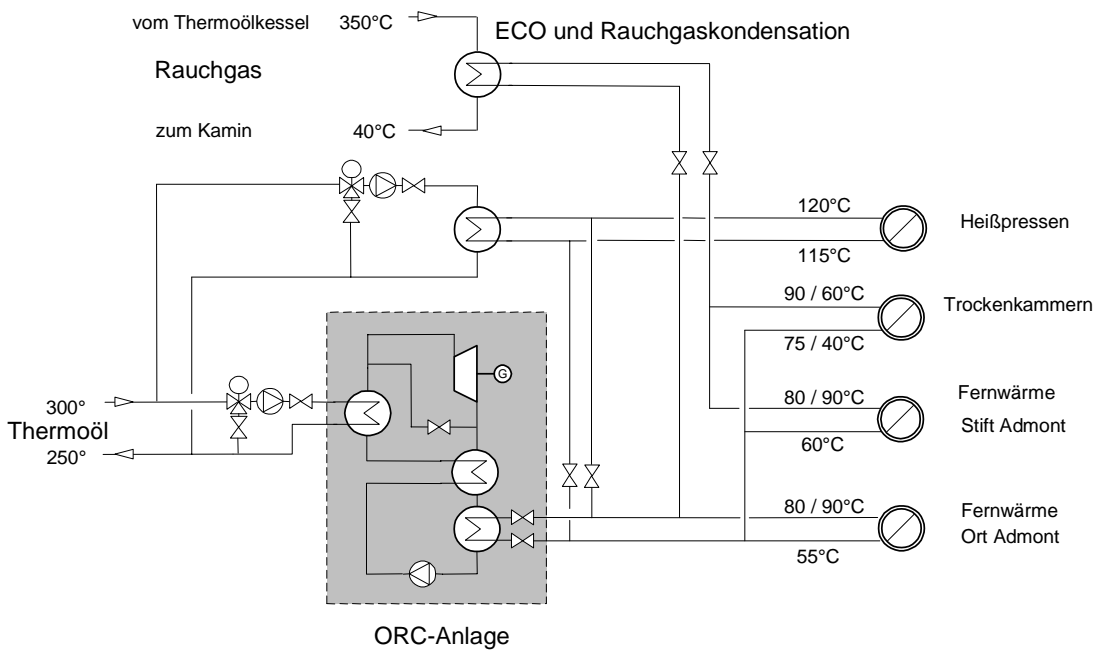 vom Thermoölkessel 350°C
ECO und Rauchgaskondensation
Rauchgas
zum Kamin 40°C
120°C
Heißpressen
115°C
90 / 60°C
Trockenkammern
75 / 40°C
G
300°
Thermoöl
250°
80 / 90°C
Fernwärme
Stift Admont
60°C
80 / 90°C
Fernwärme
Ort Admont
55°C
ORC-Anlage